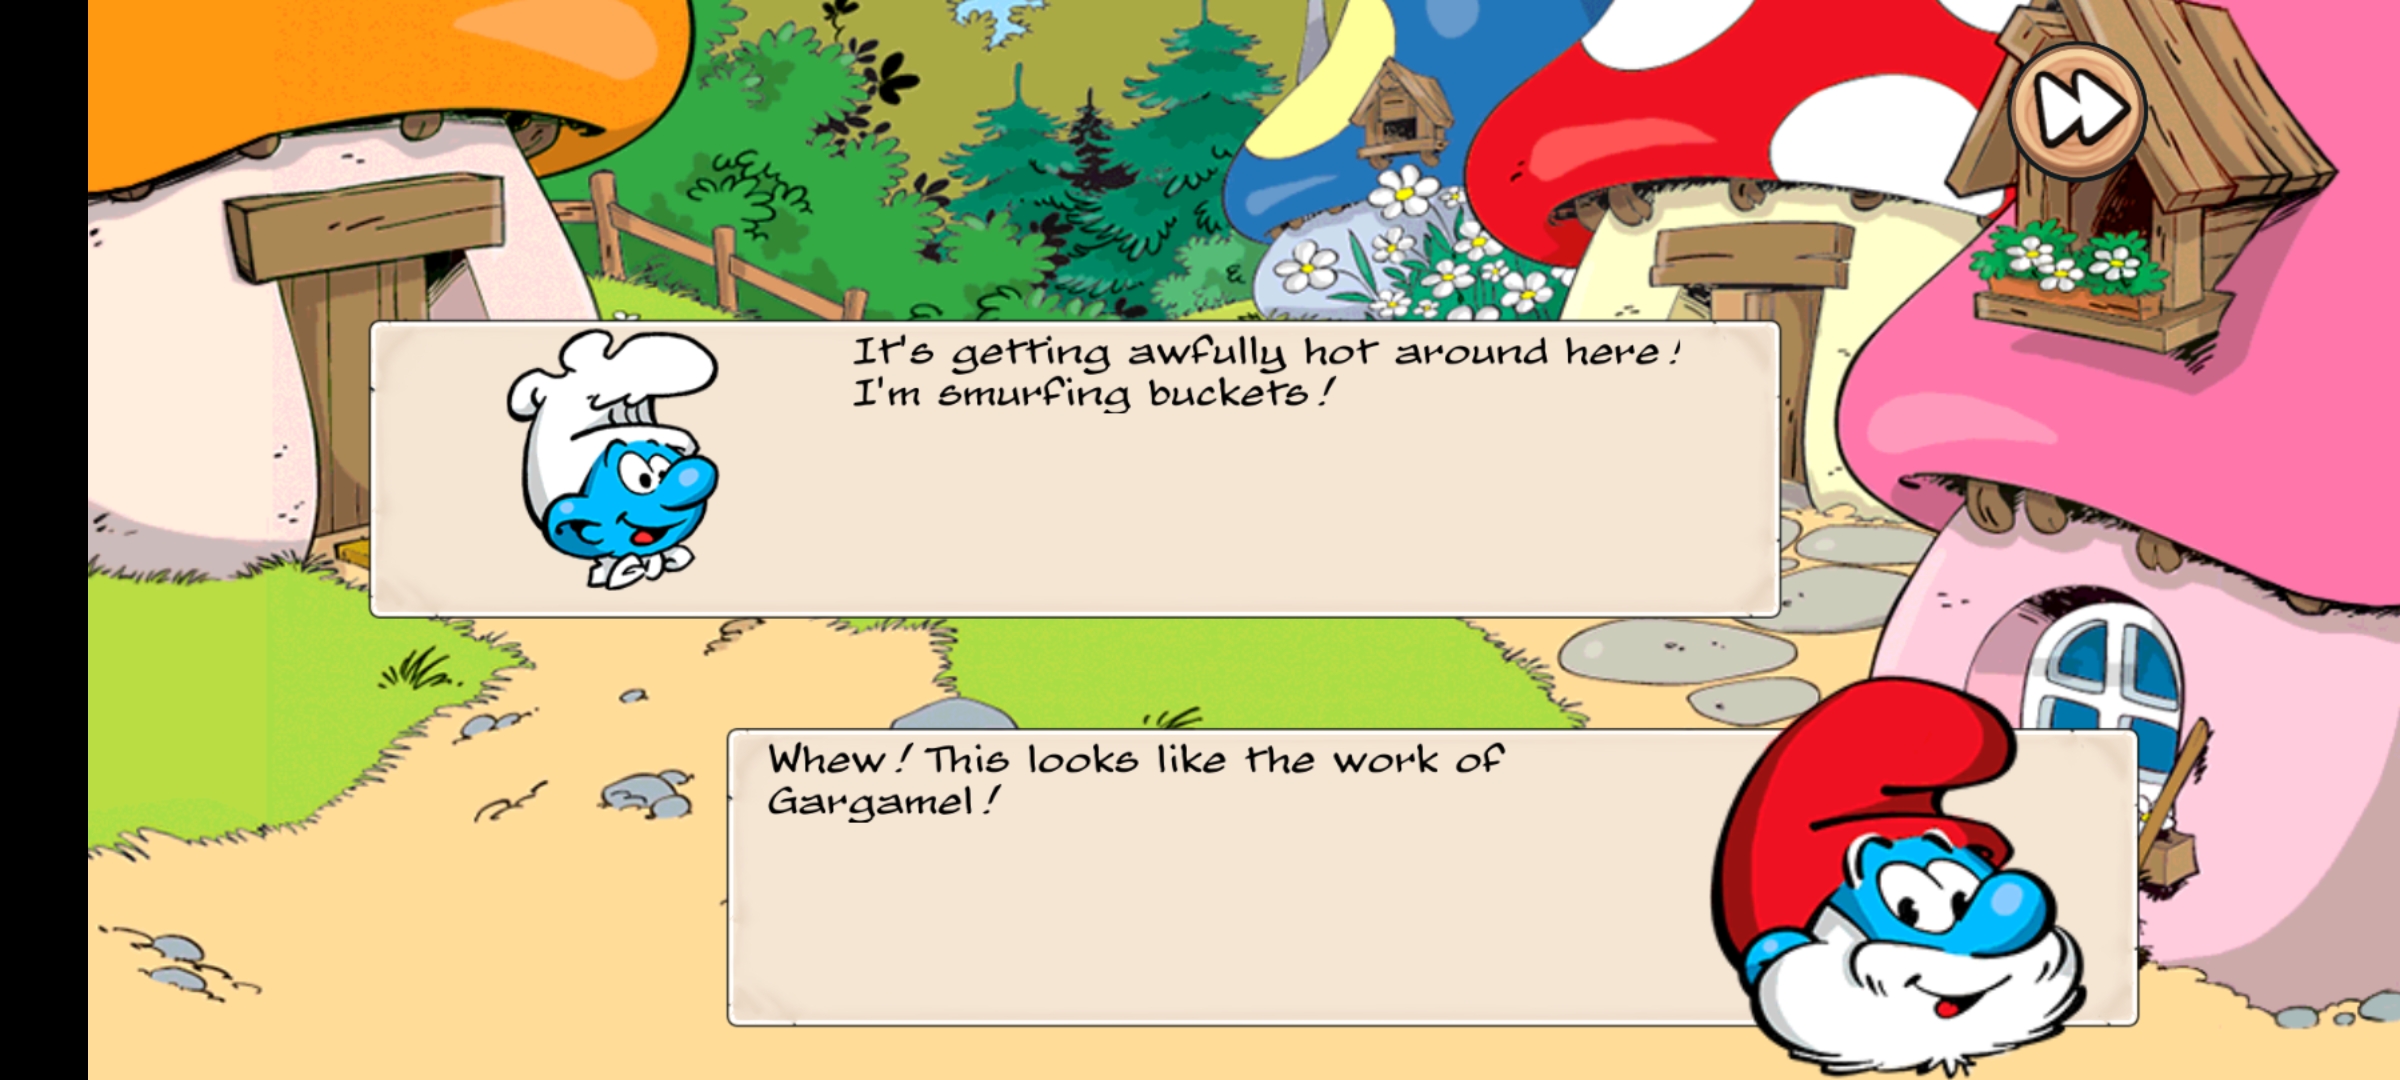 It's getting awfully hot around here!
I'm smurfing buckets!
Whew! This looks like the work of
Gargamel!